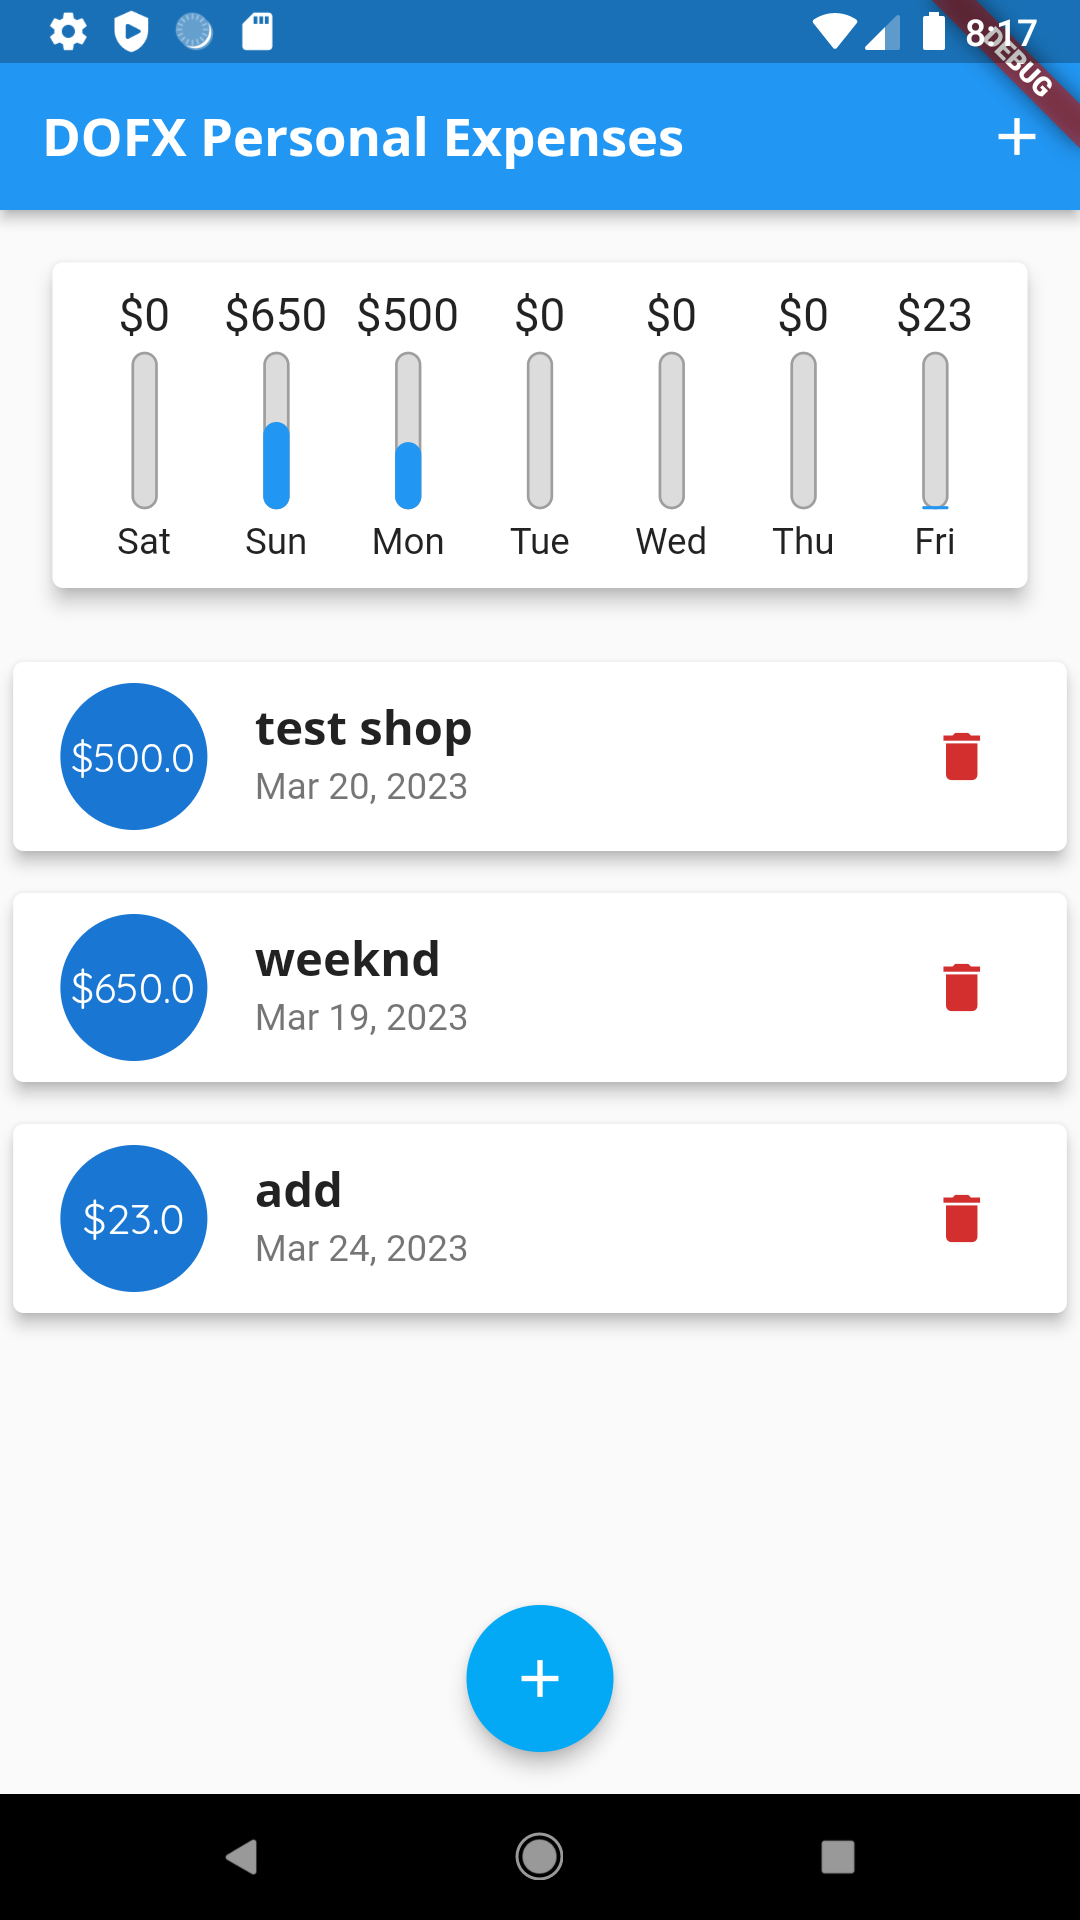 8:17
DEBUG
DOFX Personal Expenses
$0 $650 $500 $0 $0 $0 $23
Sat Sun Mon Tue Wed Thu Fri
$500.0
test shop
Mar 20, 2023
$650.0
weeknd
Mar 19, 2023
$23.0
add
Mar 24, 2023